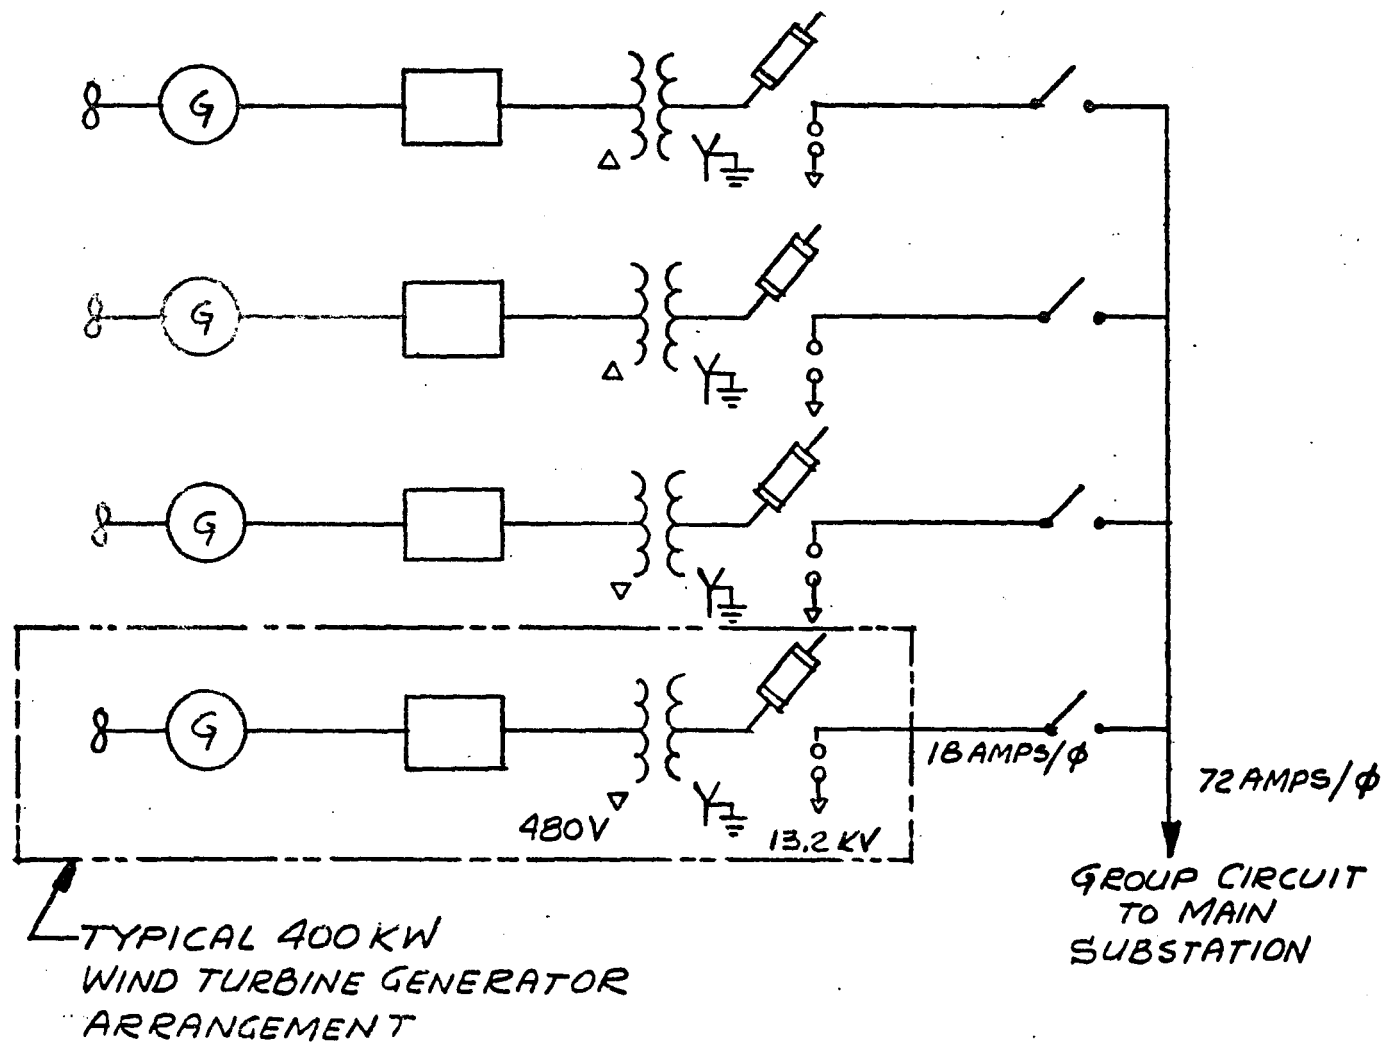 G
G
G
G
18 AMPS/φ
72 AMPS/φ
480V
13.2 KV
GROUP CIRCUIT
TO MAIN
SUBSTATION
TYPICAL 400 KW
WIND TURBINE GENERATOR
ARRANGEMENT